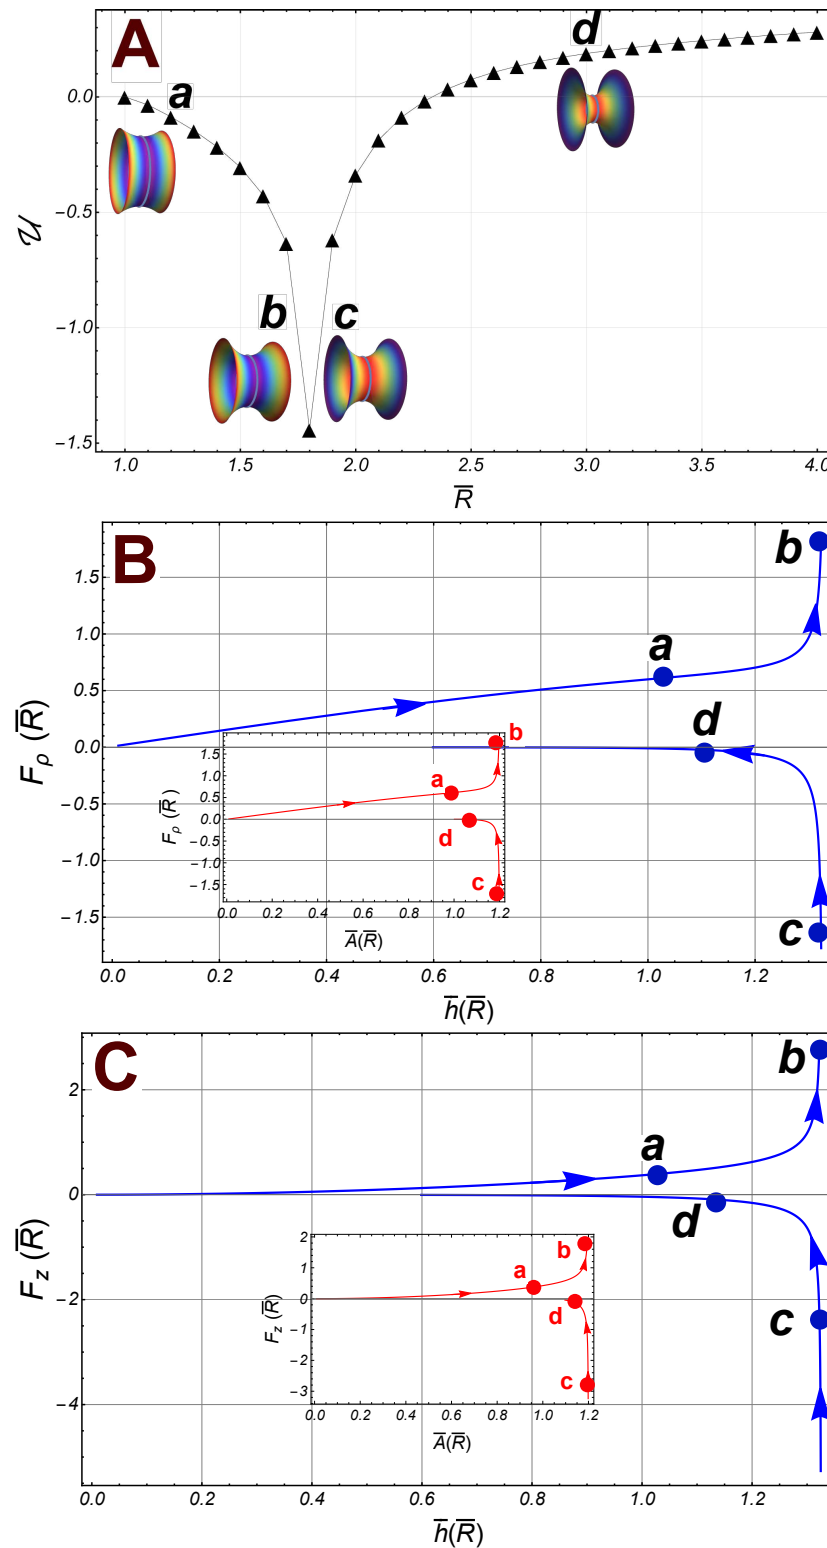 A
a
d
0.0
−0.5
−1.0
−1.5
𝒰
b
c
1.0 1.5 2.0 2.5 3.0 3.5 4.0
R̅
B
b
a
d
c
1.5
1.0
0.5
0.0
−0.5
−1.0
−1.5
F_ρ (R̅)
0.0 0.2 0.4 0.6 0.8 1.0 1.2
h̅(R̅)
b
a
d
c
1.5
1.0
0.5
0.0
−0.5
−1.0
−1.5
F_ρ (R̅)
0.0 0.2 0.4 0.6 0.8 1.0 1.2
A̅(R̅)
C
b
a
d
c
2
0
−2
−4
F_z (R̅)
0.0 0.2 0.4 0.6 0.8 1.0 1.2
h̅(R̅)
b
a
d
c
2
1
0
−1
−2
−3
F_z (R̅)
0.0 0.2 0.4 0.6 0.8 1.0 1.2
A̅(R̅)